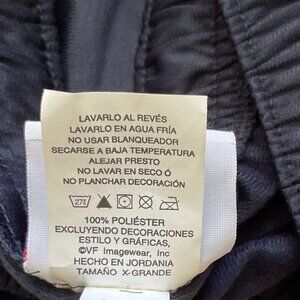 LAVARLO AL REVÉS
LAVARLO EN AGUA FRÍA
NO USAR BLANQUEADOR
SECARSE A BAJA TEMPERATURA
ALEJAR PRESTO
NO LAVAR EN SECO Ó
NO PLANCHAR DECORACIÓN
100% POLIÉSTER
EXCLUYENDO DECORACIONES
ESTILO Y GRÁFICAS,
©VF Imagewear, Inc
HECHO EN JORDANIA
TAMAÑO X-GRANDE